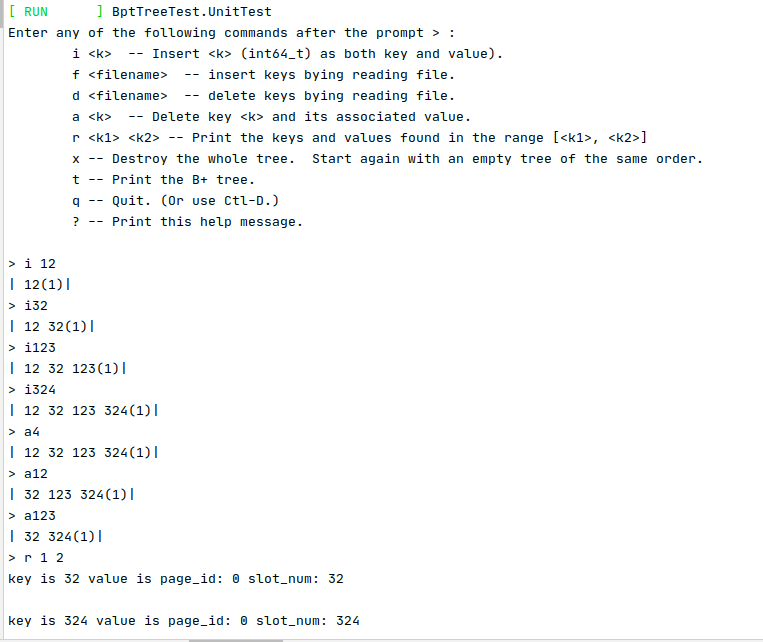 [ RUN      ] BptTreeTest.UnitTest
Enter any of the following commands after the prompt > :
        i <k>  -- Insert <k> (int64_t) as both key and value).
        f <filename>  -- insert keys bying reading file.
        d <filename>  -- delete keys bying reading file.
        a <k>  -- Delete key <k> and its associated value.
        r <k1> <k2> -- Print the keys and values found in the range [<k1>, <k2>]
        x -- Destroy the whole tree.  Start again with an empty tree of the same order.
        t -- Print the B+ tree.
        q -- Quit. (Or use Ctl-D.)
        ? -- Print this help message.

> i 12
| 12(1)|
> i32
| 12 32(1)|
> i123
| 12 32 123(1)|
> i324
| 12 32 123 324(1)|
> a4
| 12 32 123 324(1)|
> a12
| 32 123 324(1)|
> a123
| 32 324(1)|
> r 1 2
key is 32 value is page_id: 0 slot_num: 32

key is 324 value is page_id: 0 slot_num: 324